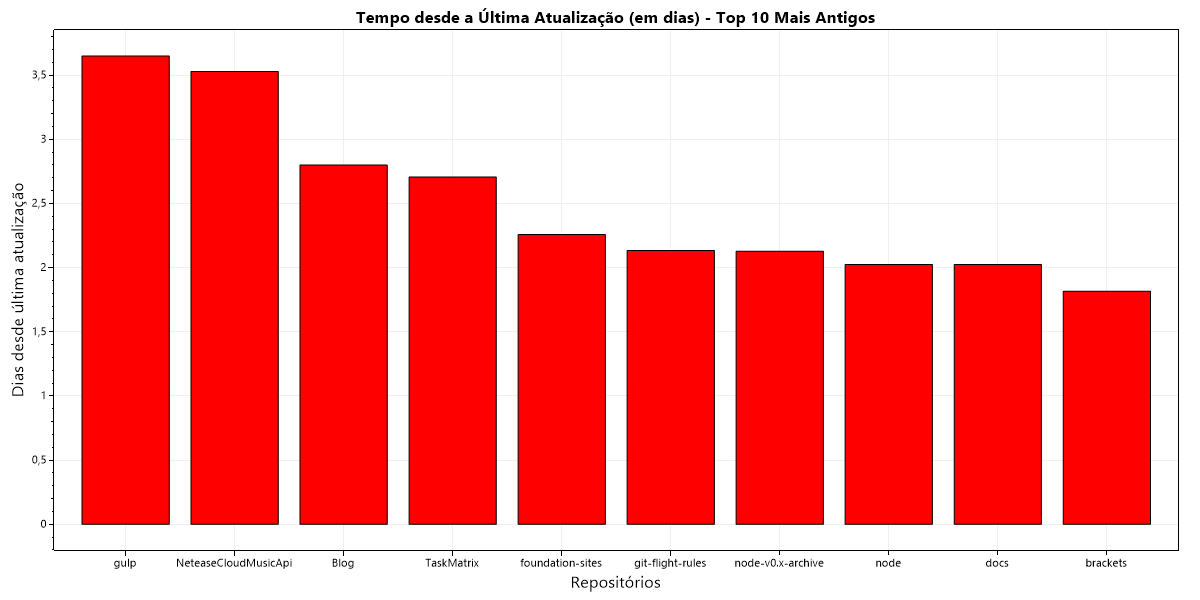 Tempo desde a Última Atualização (em dias) - Top 10 Mais Antigos
Dias desde última atualização
3,5
3
2,5
2
1,5
1
0,5
0
gulp
NeteaseCloudMusicApi
Blog
TaskMatrix
foundation-sites
git-flight-rules
node-v0.x-archive
node
docs
brackets
Repositórios